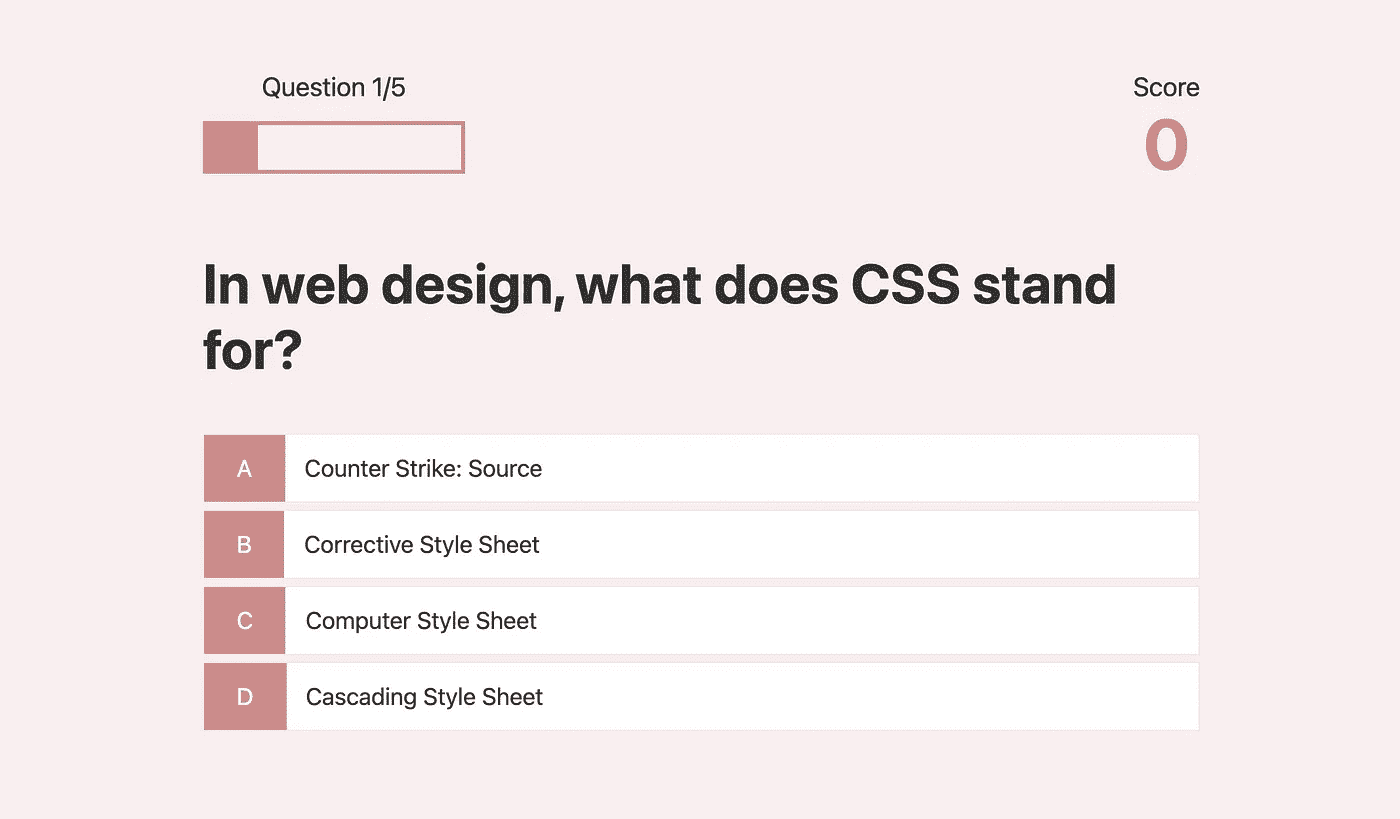 Question 1/5
Score
0
In web design, what does CSS stand
for?
A Counter Strike: Source
B Corrective Style Sheet
C Computer Style Sheet
D Cascading Style Sheet